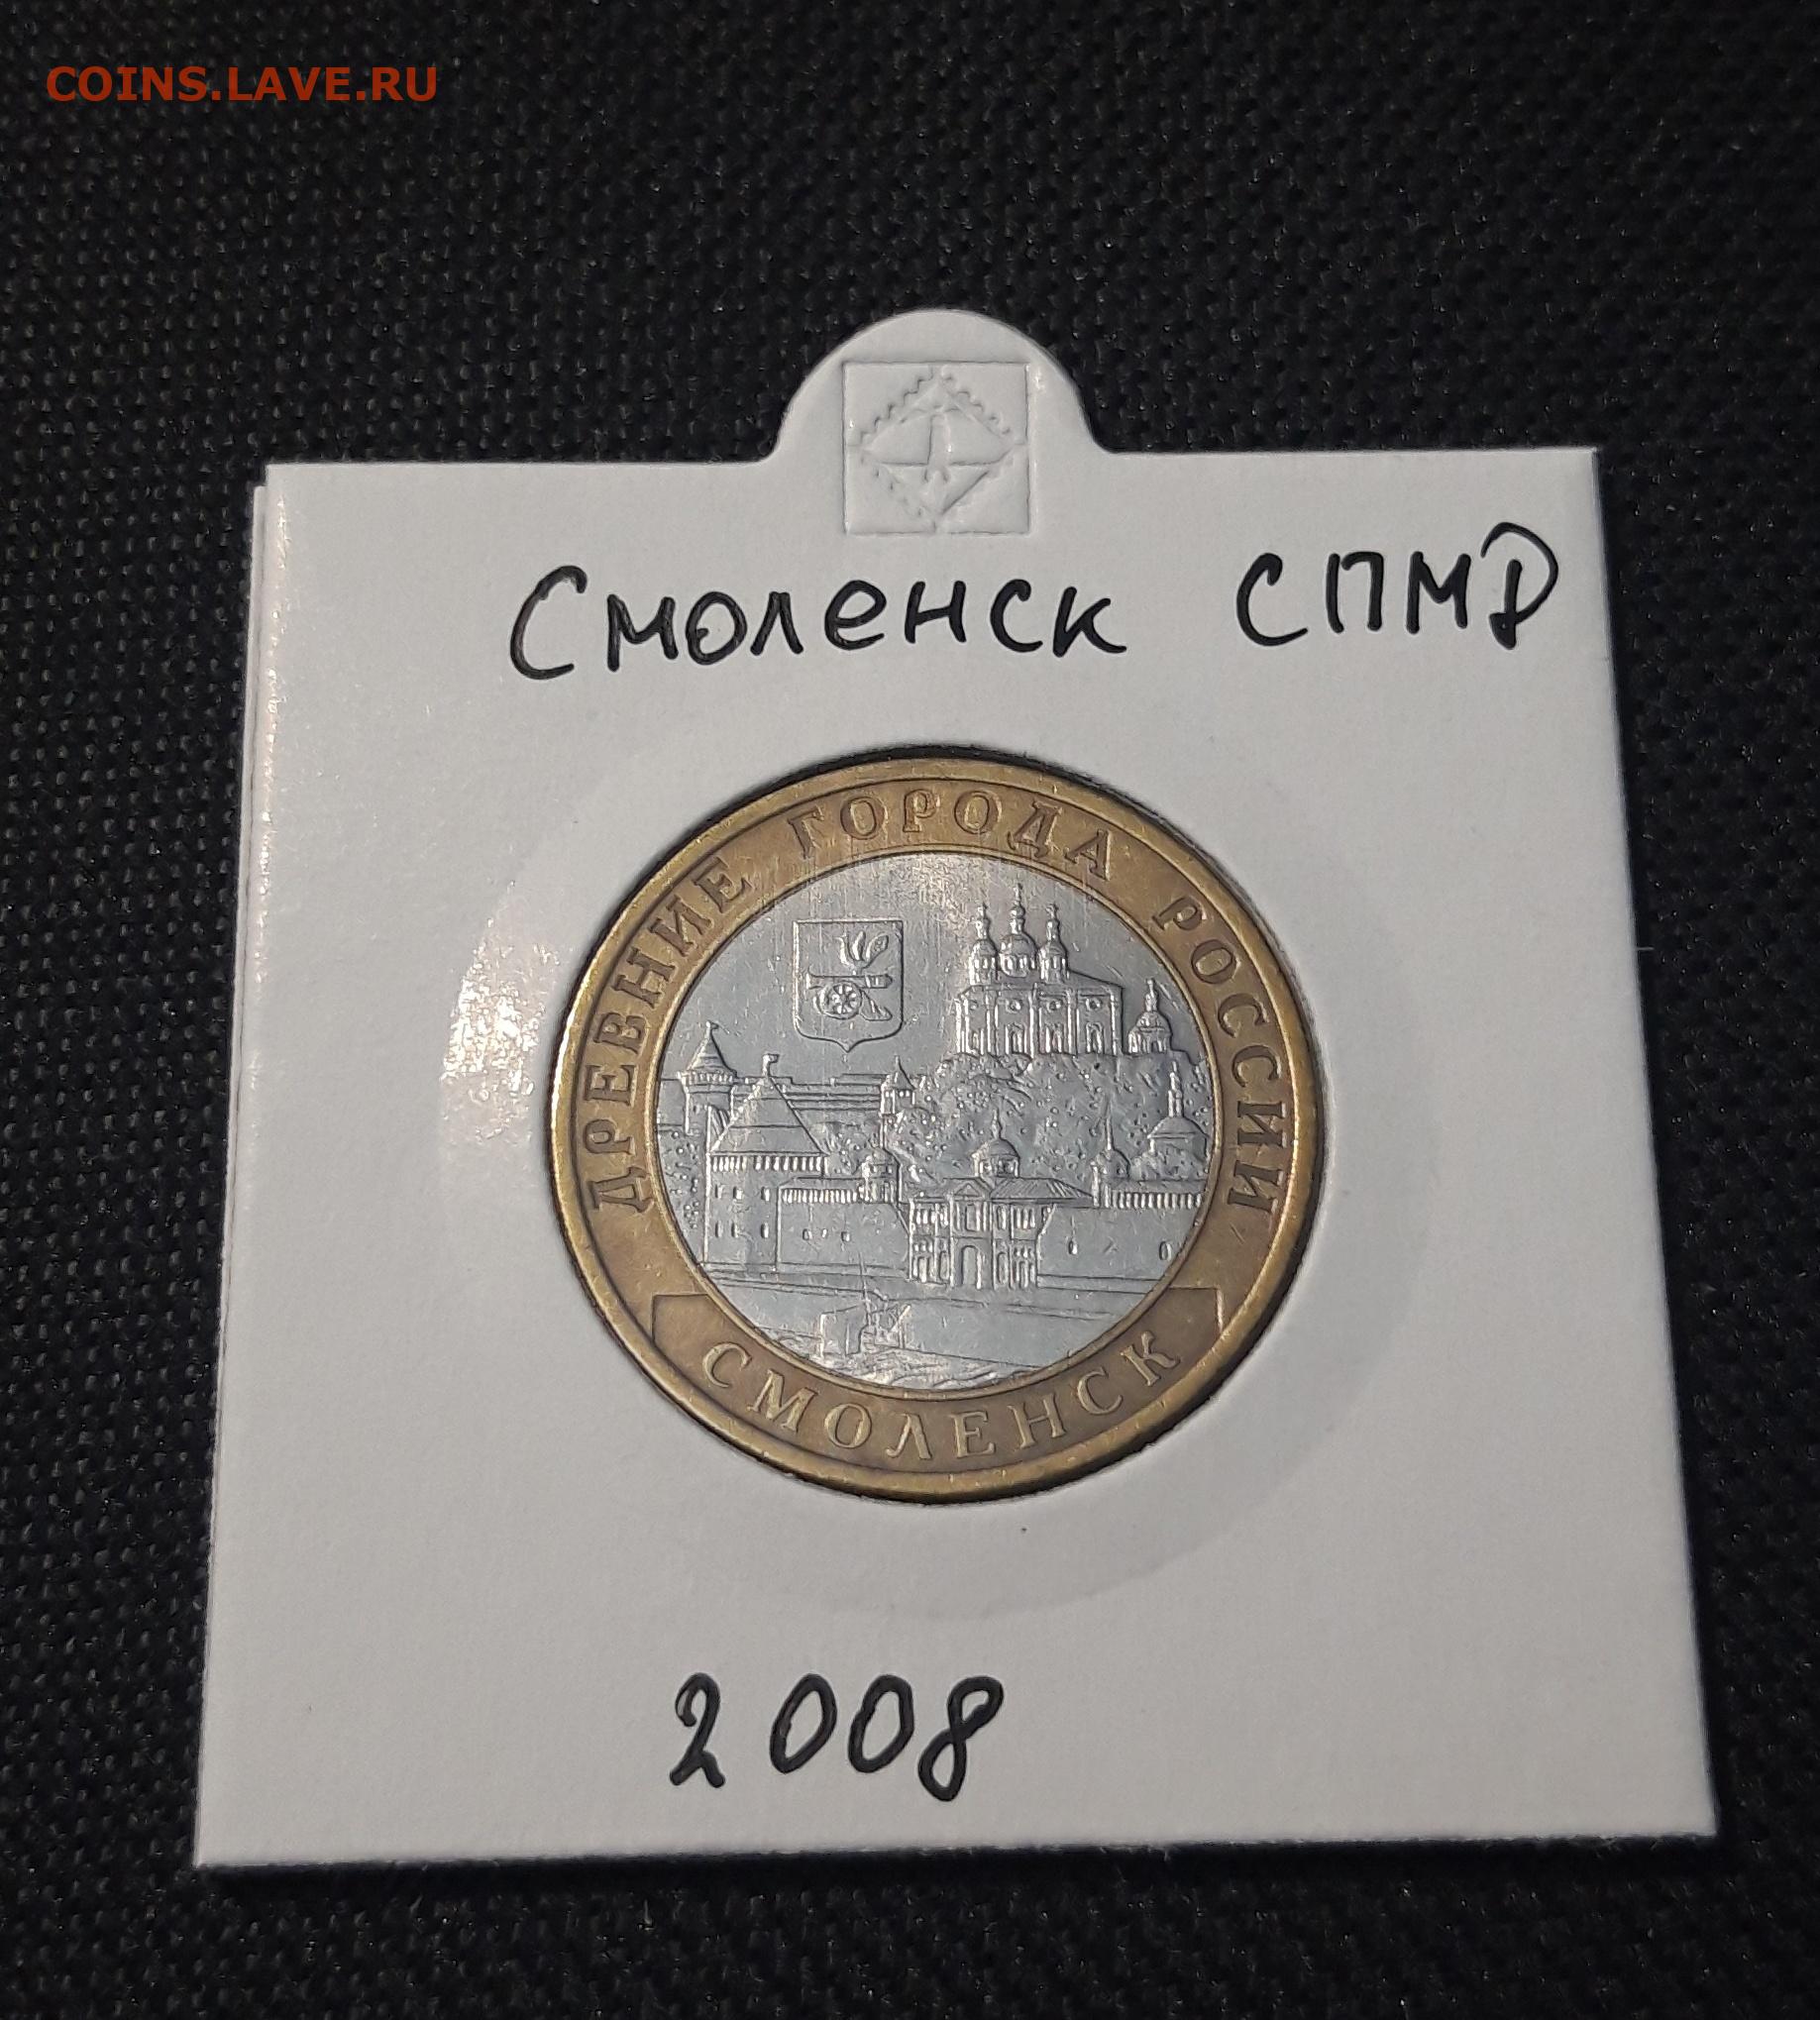 COINS.LAVE.RU
Смоленск СПМД
ДРЕВНИЕ ГОРОДА РОССИИ
СМОЛЕНСК
2008